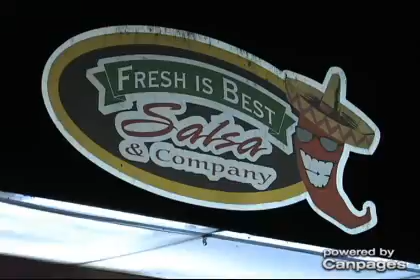 FRESH IS BEST
Salsa
& Company
powered by
Canpages